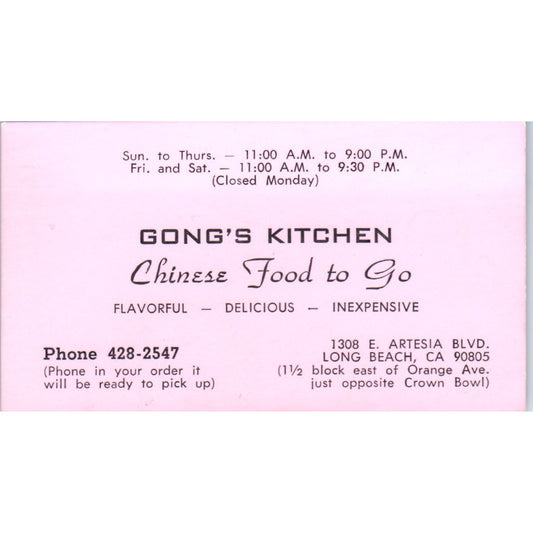 Sun. to Thurs. — 11:00 A.M. to 9:00 P.M.
Fri. and Sat. — 11:00 A.M. to 9:30 P.M.
(Closed Monday)
GONG'S KITCHEN
Chinese Food to Go
FLAVORFUL — DELICIOUS — INEXPENSIVE
Phone 428-2547
(Phone in your order it
will be ready to pick up)
1308 E. ARTESIA BLVD.
LONG BEACH, CA 90805
(1½ block east of Orange Ave.
just opposite Crown Bowl)